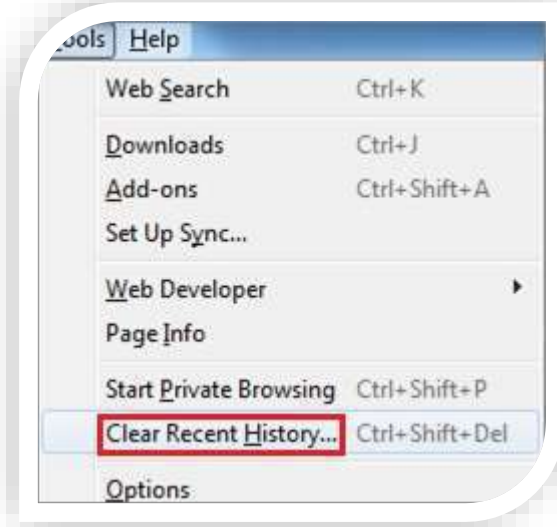 Tools Help
Web Search Ctrl+K
Downloads Ctrl+J
Add-ons Ctrl+Shift+A
Set Up Sync...
Web Developer
Page Info
Start Private Browsing Ctrl+Shift+P
Clear Recent History... Ctrl+Shift+Del
Options